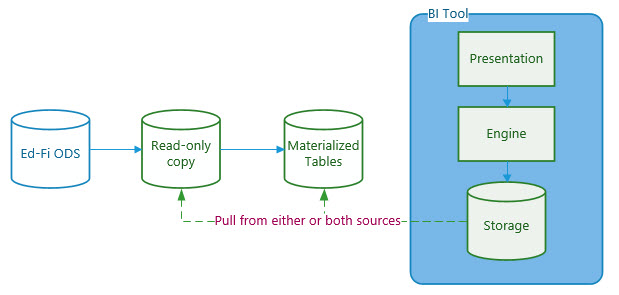 BI Tool
Presentation
Engine
Ed-Fi ODS
Read-only
copy
Materialized
Tables
Pull from either or both sources
Storage